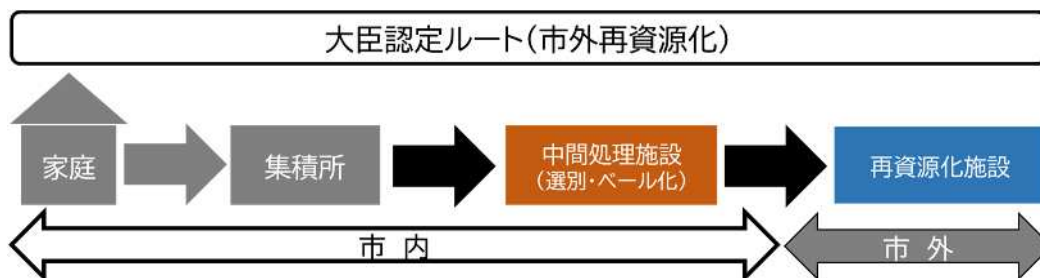 大臣認定ルート(市外再資源化)
家庭
集積所
中間処理施設
(選別・ベール化)
再資源化施設
市 内
市 外